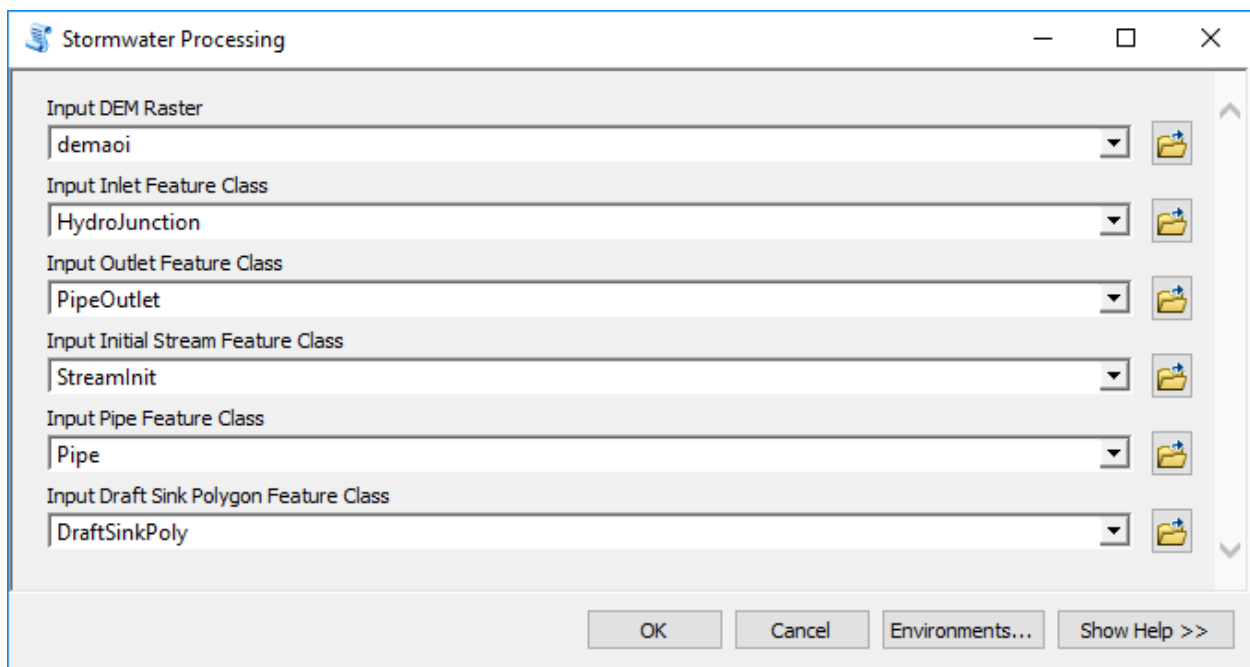 Stormwater Processing
Input DEM Raster
demaoi
Input Inlet Feature Class
HydroJunction
Input Outlet Feature Class
PipeOutlet
Input Initial Stream Feature Class
StreamInit
Input Pipe Feature Class
Pipe
Input Draft Sink Polygon Feature Class
DraftSinkPoly
OK Cancel Environments... Show Help >>